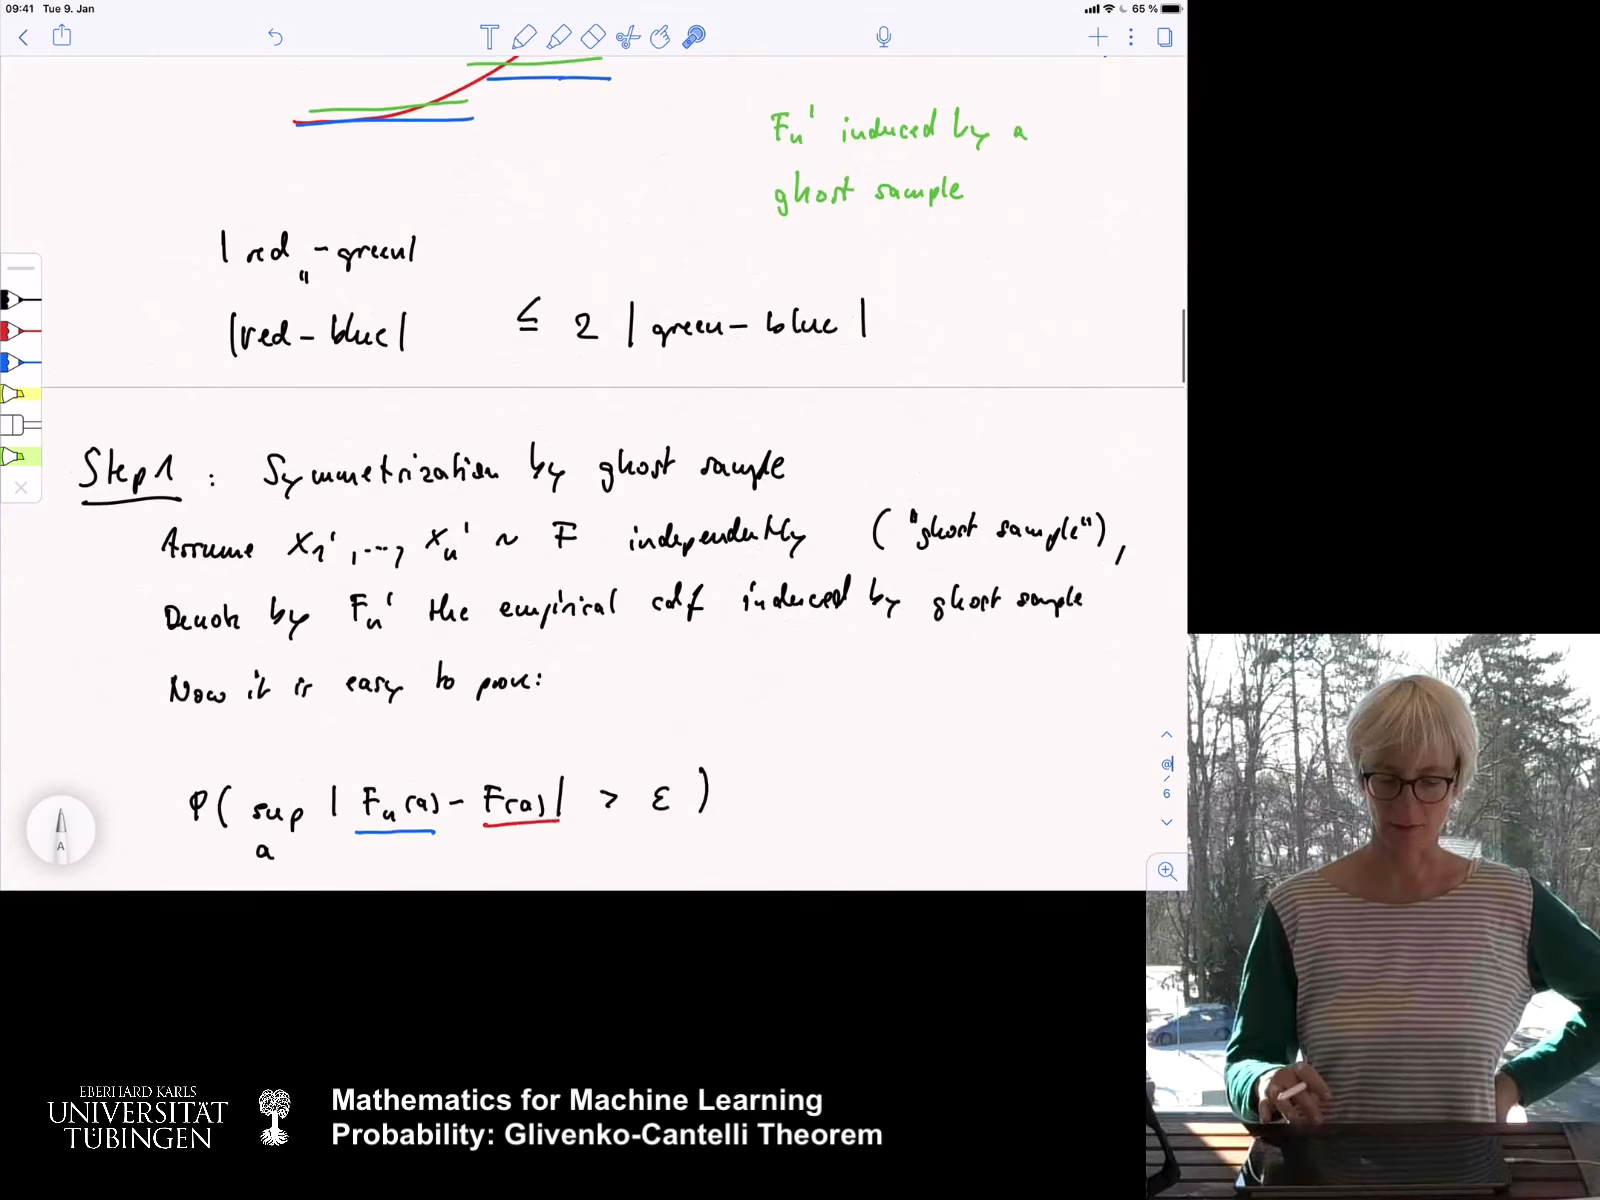 09:41 Tue 9. Jan
65 %
T
Fn' induced by a
ghost sample
| red - green|
"
|red - blue| ≤ 2 | green - blue |
Step 1 : Symmetrization by ghost sample
Assume X1', ..., Xn' ~ F independently ("ghost sample"),
Denote by Fn' the empirical cdf induced by ghost sample
Now it is easy to prove:
P( sup | Fn(a) - F(a)| > ε )
a
A
6
EBERHARD KARLS
UNIVERSITÄT
TÜBINGEN
Mathematics for Machine Learning
Probability: Glivenko-Cantelli Theorem